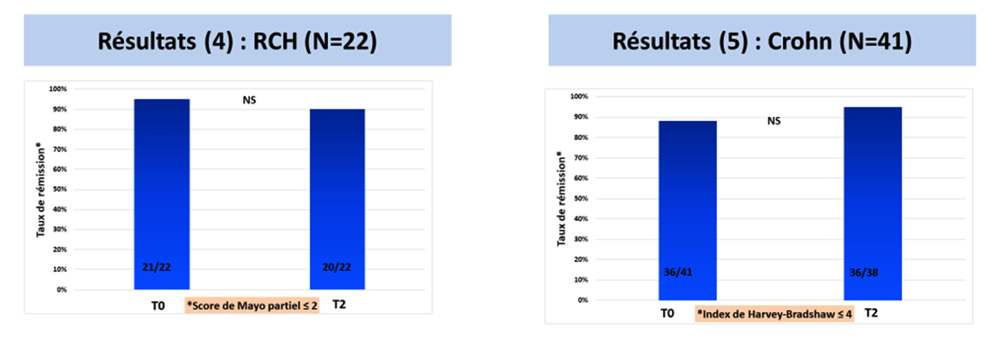 Résultats (4) : RCH (N=22)
100%
90%
80%
70%
60%
50%
40%
30%
20%
10%
0%
Taux de rémission*
NS
21/22
20/22
T0
*Score de Mayo partiel ≤ 2
T2
Résultats (5) : Crohn (N=41)
100%
90%
80%
70%
60%
50%
40%
30%
20%
10%
0%
Taux de rémission*
NS
36/41
36/38
T0
*Index de Harvey-Bradshaw ≤ 4
T2